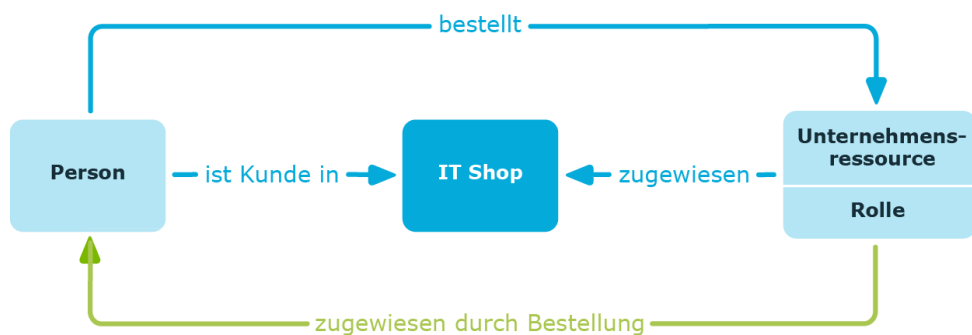 bestellt
Person
ist Kunde in
IT Shop
zugewiesen
Unternehmens-
ressource
Rolle
zugewiesen durch Bestellung